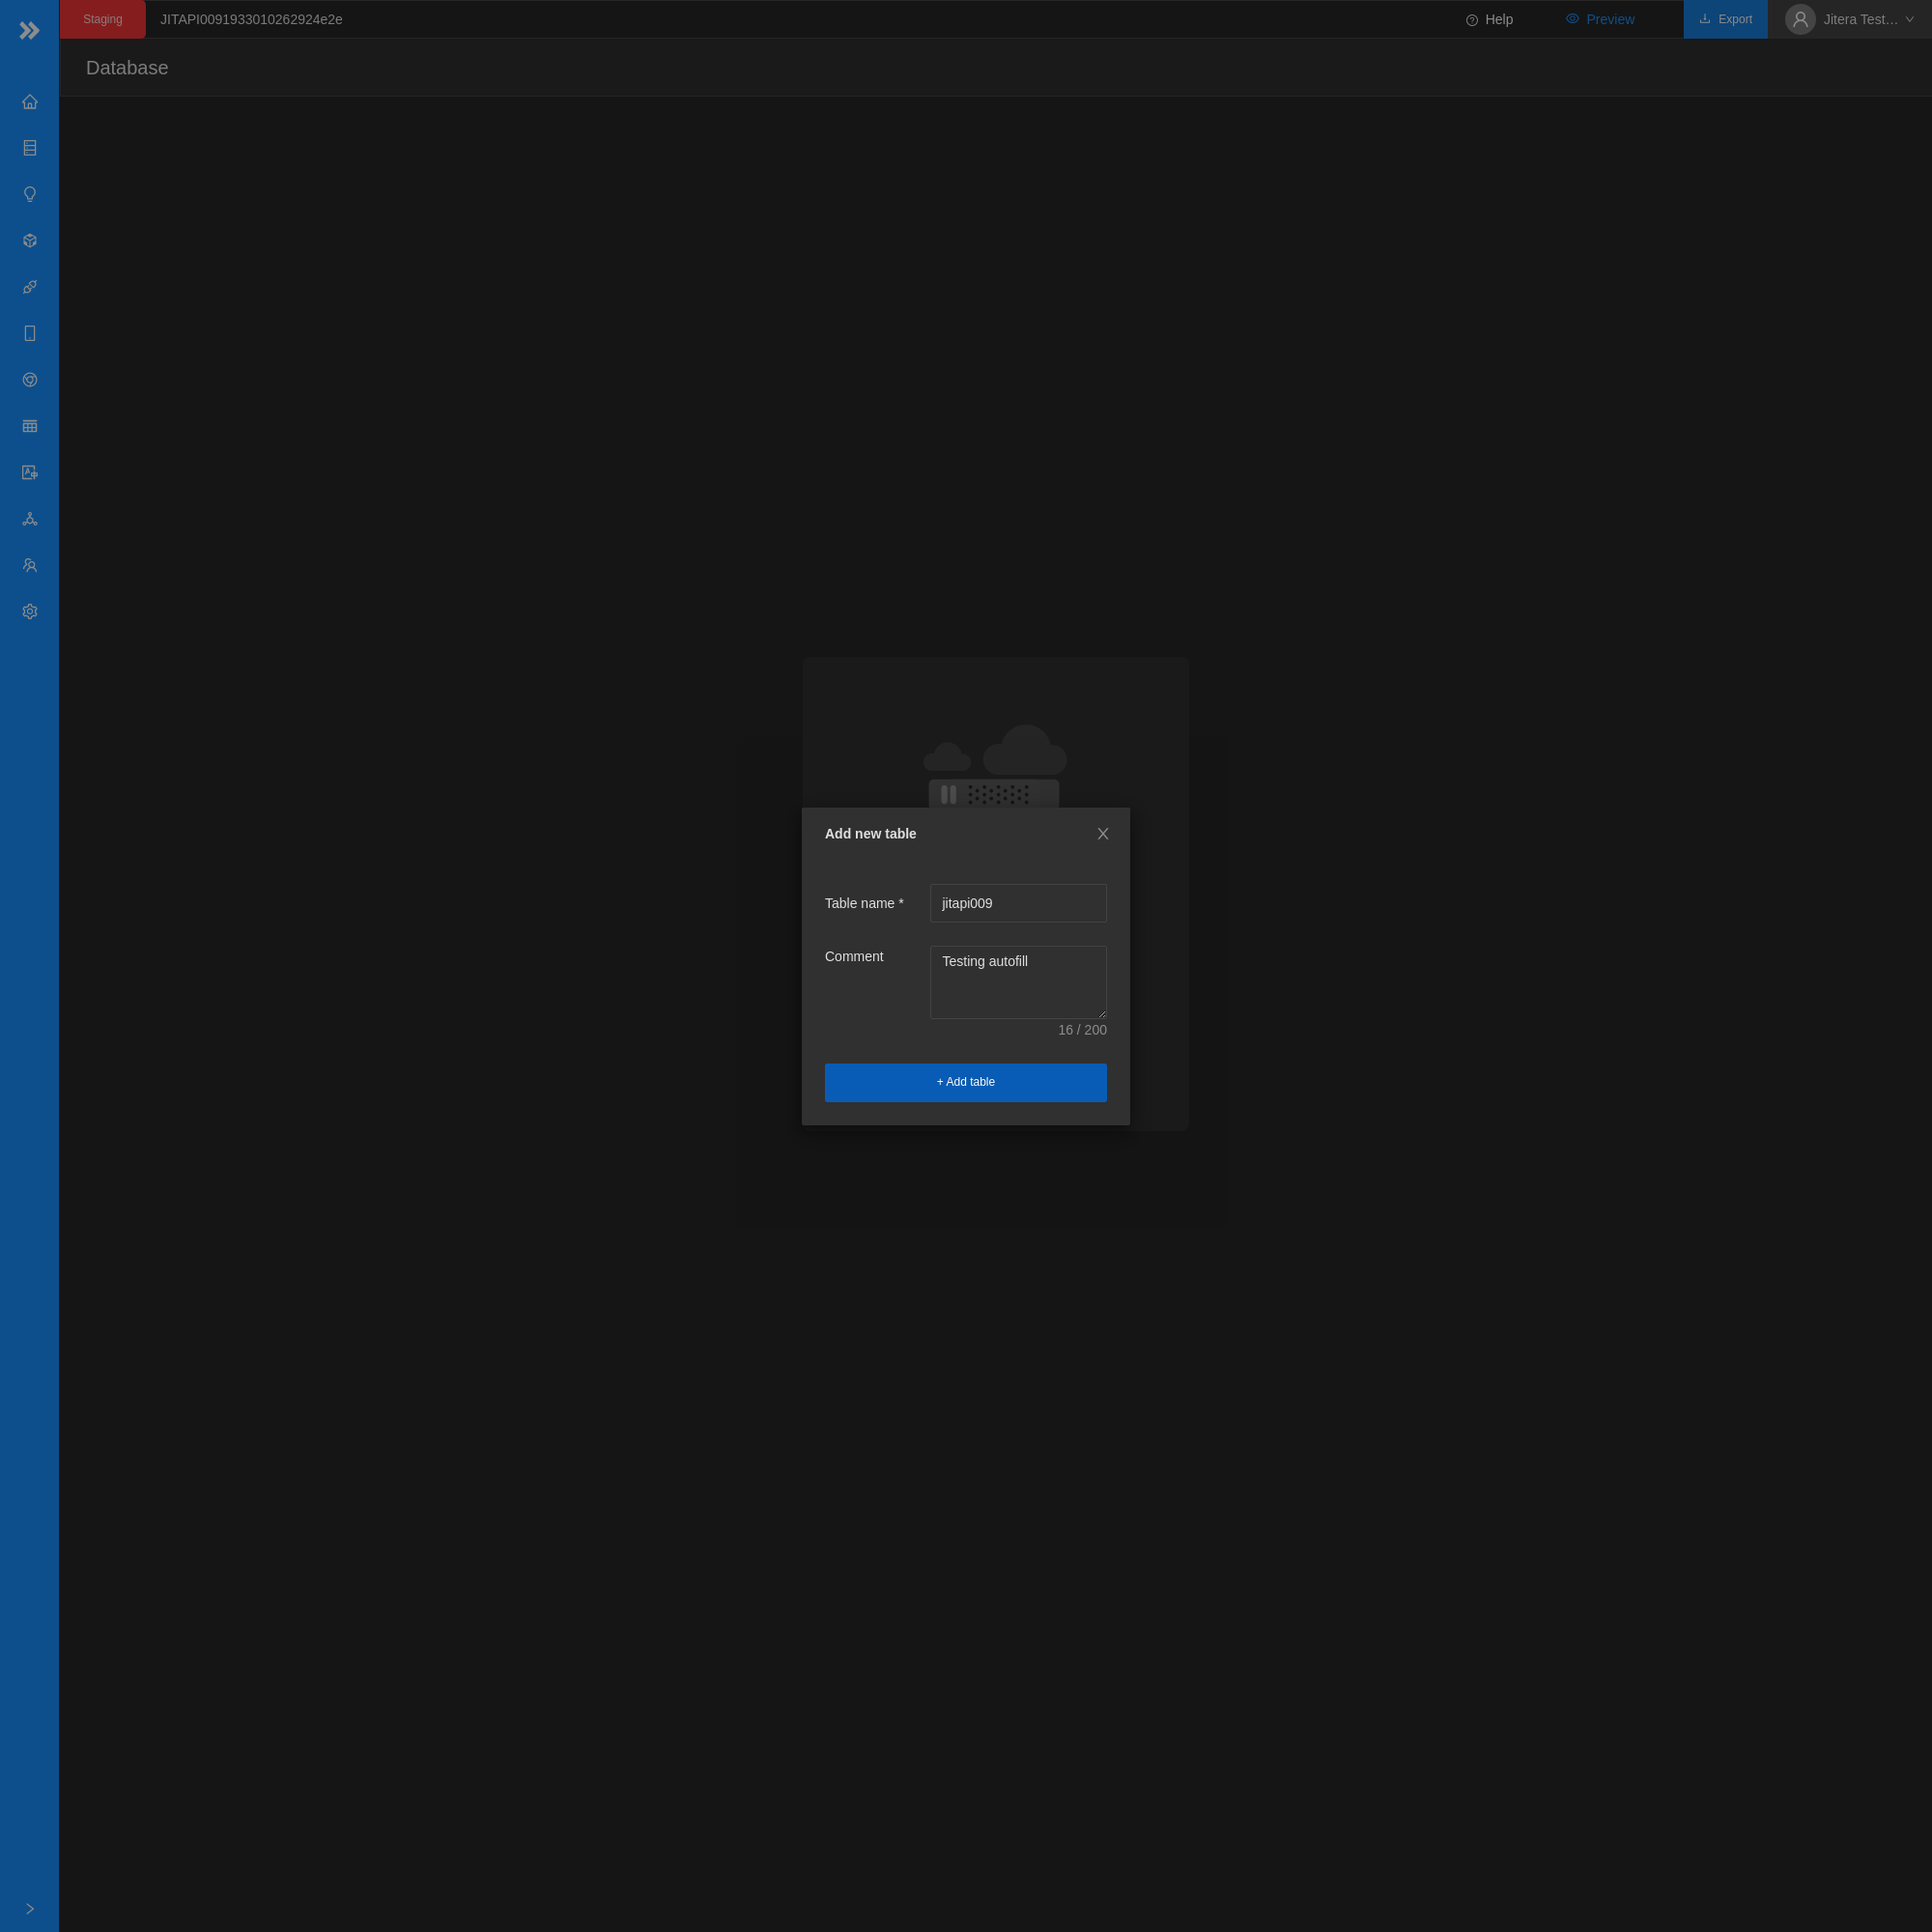 Staging
JITAPI0091933010262924e2e
Help
Preview
Export
Jitera Test...
Database
Add new table
Table name *
jitapi009
Comment
Testing autofill
16 / 200
+ Add table